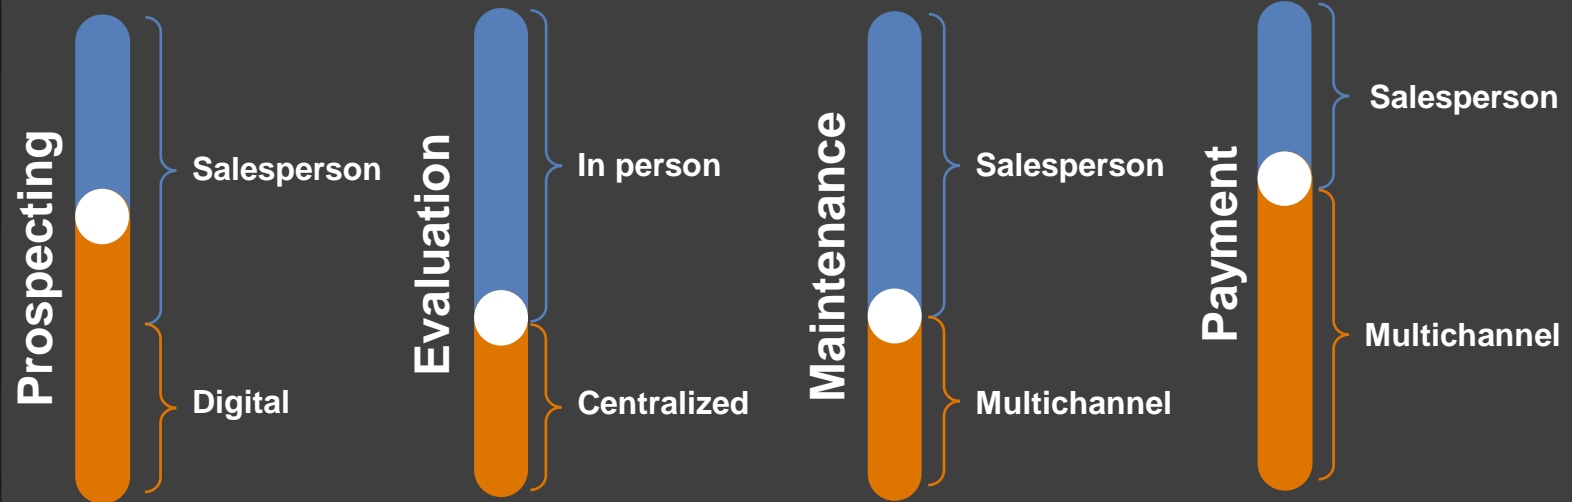 Prospecting
Salesperson
Digital
Evaluation
In person
Centralized
Maintenance
Salesperson
Multichannel
Payment
Salesperson
Multichannel